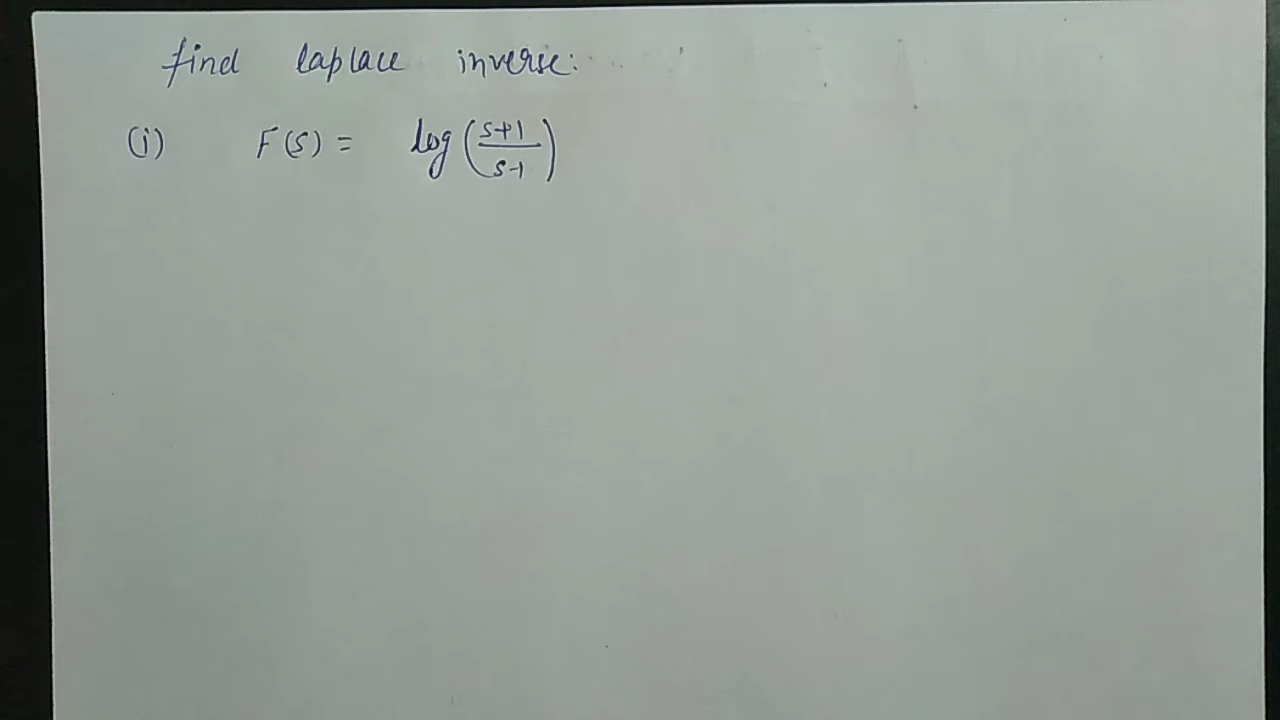 find laplace inverse:
(i) F(s) = log (s+1/s-1)